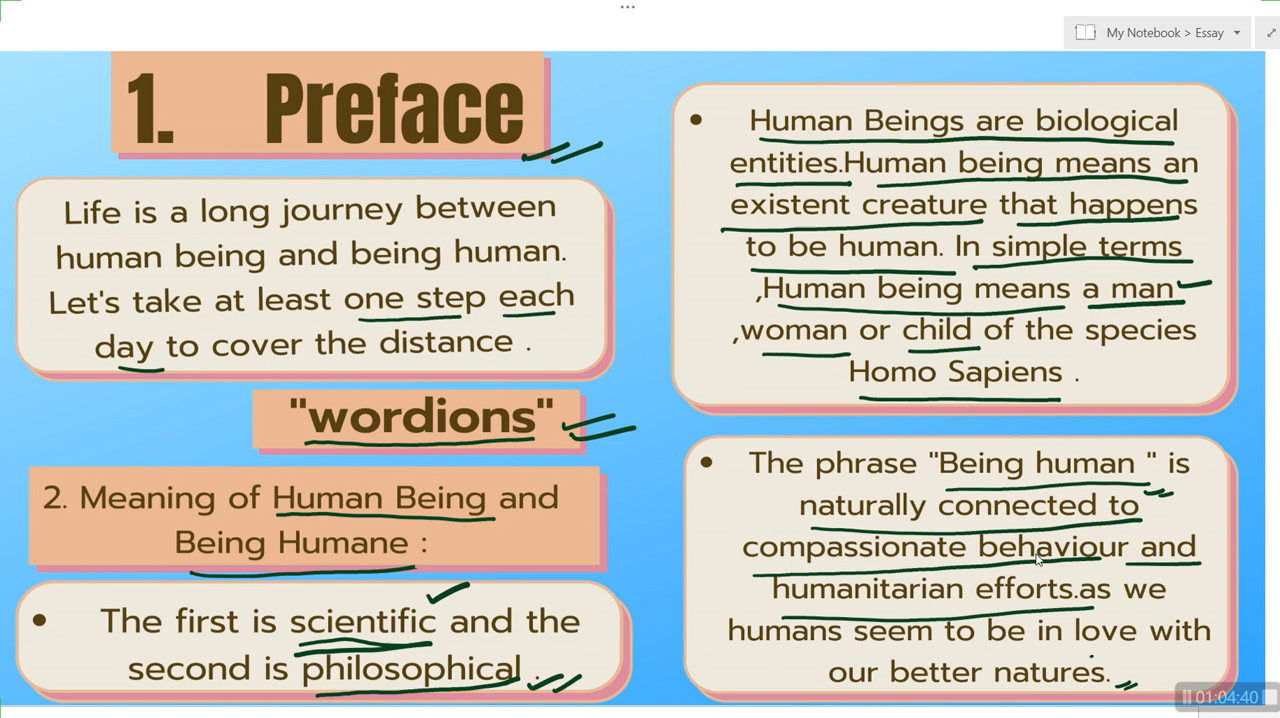 My Notebook > Essay
1. Preface
Life is a long journey between
human being and being human.
Let's take at least one step each
day to cover the distance .
"wordions"
2. Meaning of Human Being and
Being Humane :
• The first is scientific and the
second is philosophical .
• Human Beings are biological
entities.Human being means an
existent creature that happens
to be human. In simple terms
,Human being means a man
,woman or child of the species
Homo Sapiens .
• The phrase "Being human " is
naturally connected to
compassionate behaviour and
humanitarian efforts.as we
humans seem to be in love with
our better natures.
01:04:40